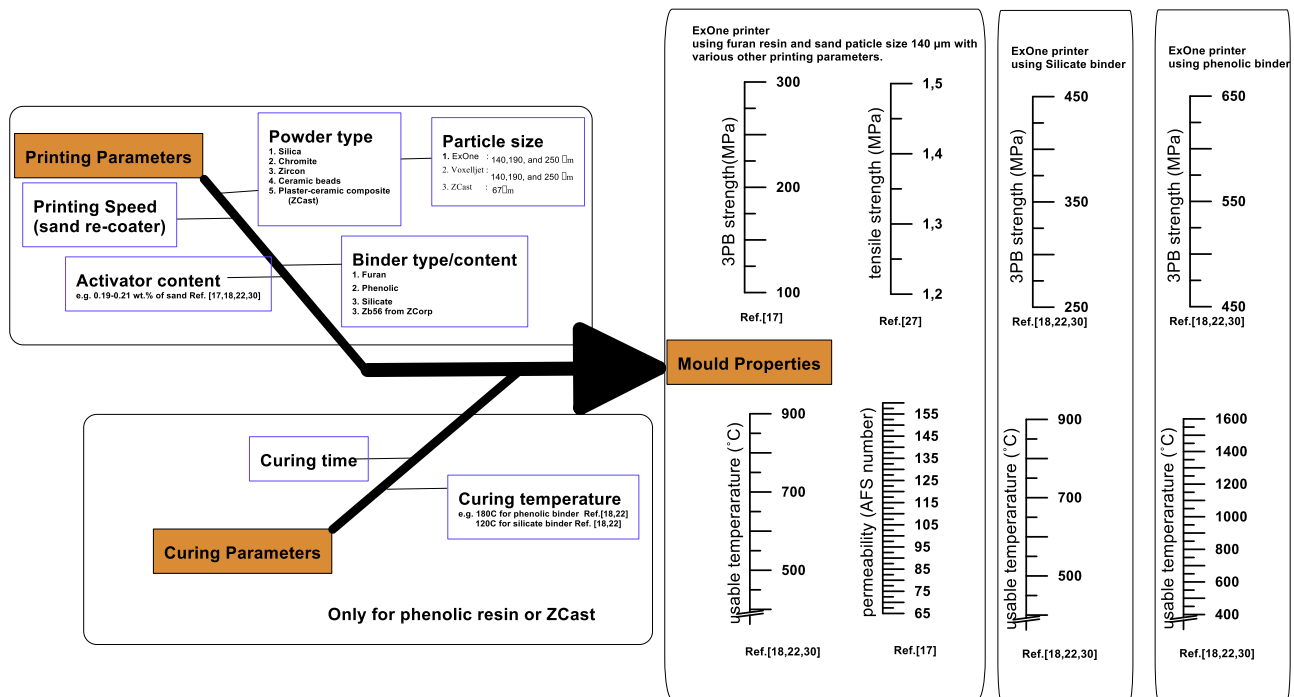 Printing Parameters
Printing Speed
(sand re-coater)
Powder type
1. Silica
2. Chromite
3. Zircon
4. Ceramic beads
5. Plaster-ceramic composite
(ZCast)
Particle size
1. ExOne : 140,190, and 250 □m
2. Voxelljet :
140,190, and 250 □m
3. ZCast : 67□m
Activator content
e.g. 0.19-0.21 wt.% of sand Ref. [17,18,22,30]
Binder type/content
1. Furan
2. Phenolic
3. Silicate
3. Zb56 from ZCorp
Curing time
Curing temperature
e.g. 180C for phenolic binder Ref.[18,22]
120C for silicate binder Ref. [18,22]
Curing Parameters
Only for phenolic resin or ZCast
Mould Properties
ExOne printer
using furan resin and sand paticle size 140 µm with
various other printing parameters.
3PB strength(MPa)
300
200
100
Ref.[17]
tensile strength (MPa)
1,5
1,4
1,3
1,2
Ref.[27]
usable temperarature (°C)
900
700
500
Ref.[18,22,30]
permeability (AFS number)
155
145
135
125
115
105
95
85
75
65
Ref.[17]
ExOne printer
using Silicate binder
3PB strength (MPa)
450
350
250
Ref.[18,22,30]
usable temperarature (°C)
900
700
500
Ref.[18,22,30]
ExOne printer
using phenolic binder
3PB strength (MPa)
650
550
450
Ref.[18,22,30]
usable temperarature (°C)
1600
1400
1200
1000
800
600
400
Ref.[18,22,30]